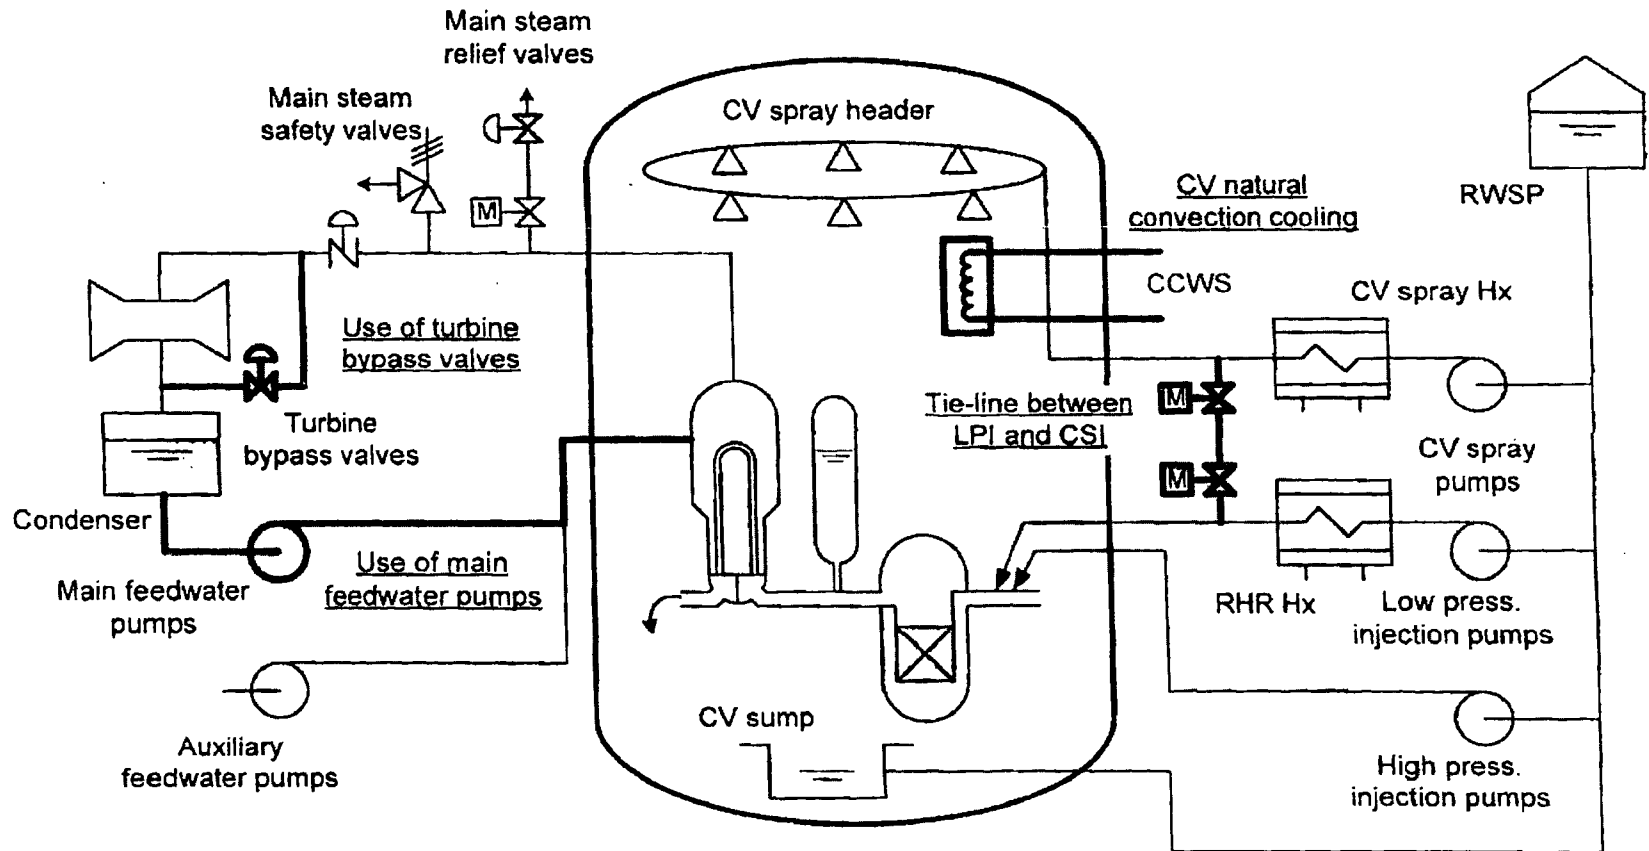 Main steam
relief valves
Main steam
safety valves
CV spray header
CV natural
convection cooling
RWSP
M
CCWS
CV spray Hx
Use of turbine
bypass valves
Tie-line between
LPI and CSI
M
Turbine
bypass valves
CV spray
pumps
M
Condenser
Use of main
feedwater pumps
Main feedwater
pumps
RHR Hx
Low press.
injection pumps
CV sump
Auxiliary
feedwater pumps
High press.
injection pumps